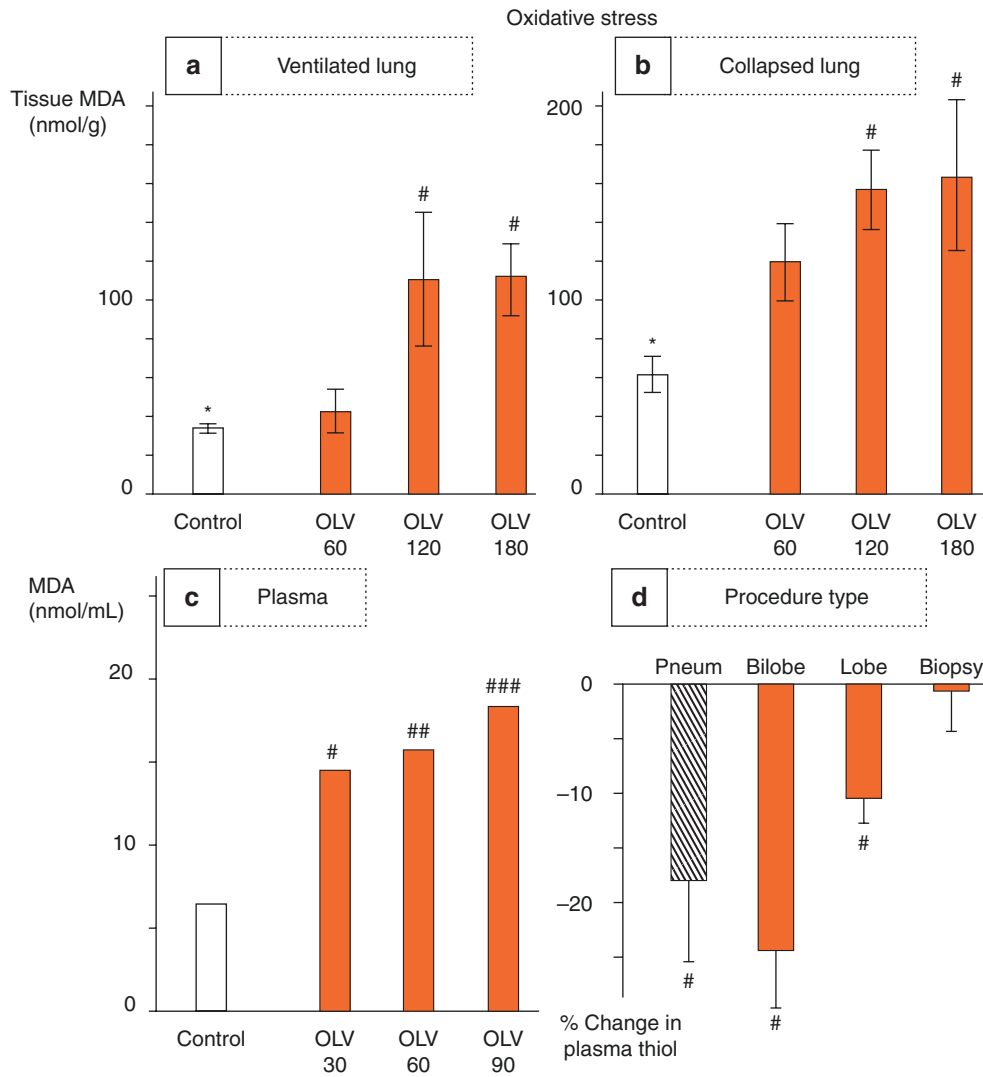 Oxidative stress
a Ventilated lung
Tissue MDA
(nmol/g)
100
0
*
#
#
Control
OLV
60
OLV
120
OLV
180
b Collapsed lung
200
100
0
*
#
#
Control
OLV
60
OLV
120
OLV
180
c Plasma
MDA
(nmol/mL)
20
10
0
#
##
###
Control
OLV
30
OLV
60
OLV
90
d Procedure type
Pneum Bilobe Lobe Biopsy
0
–10
–20
#
#
#
% Change in
plasma thiol